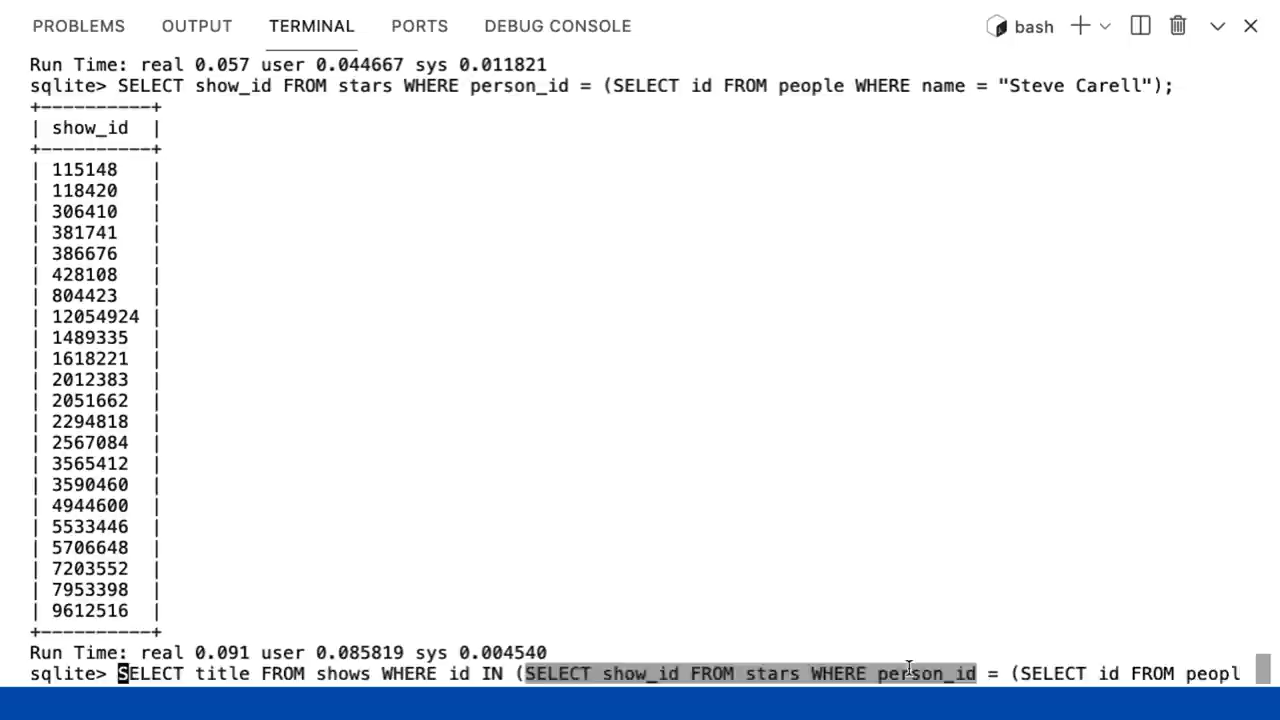 PROBLEMS OUTPUT TERMINAL PORTS DEBUG CONSOLE bash
Run Time: real 0.057 user 0.044667 sys 0.011821
sqlite> SELECT show_id FROM stars WHERE person_id = (SELECT id FROM people WHERE name = "Steve Carell");
+----------+
| show_id  |
+----------+
| 115148   |
| 118420   |
| 306410   |
| 381741   |
| 386676   |
| 428108   |
| 804423   |
| 12054924 |
| 1489335  |
| 1618221  |
| 2012383  |
| 2051662  |
| 2294818  |
| 2567084  |
| 3565412  |
| 3590460  |
| 4944600  |
| 5533446  |
| 5706648  |
| 7203552  |
| 7953398  |
| 9612516  |
+----------+
Run Time: real 0.091 user 0.085819 sys 0.004540
sqlite> SELECT title FROM shows WHERE id IN (SELECT show_id FROM stars WHERE person_id = (SELECT id FROM peopl